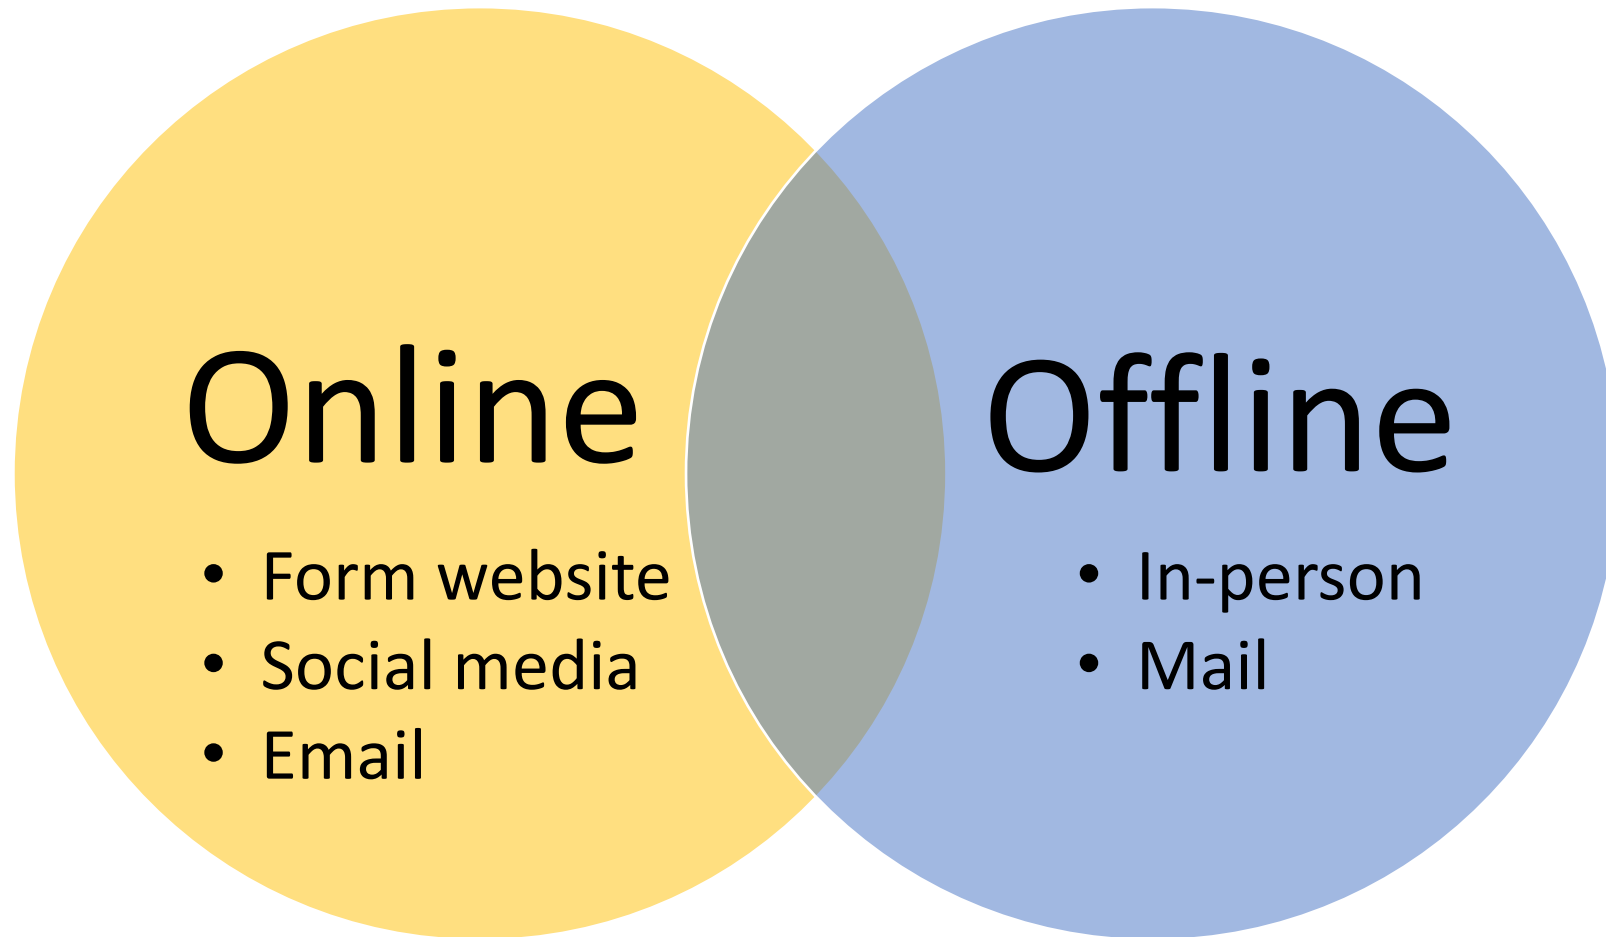 Online
• Form website
• Social media
• Email
Offline
• In-person
• Mail